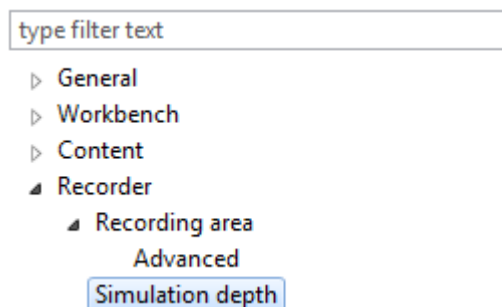 type filter text
General
Workbench
Content
Recorder
Recording area
Advanced
Simulation depth